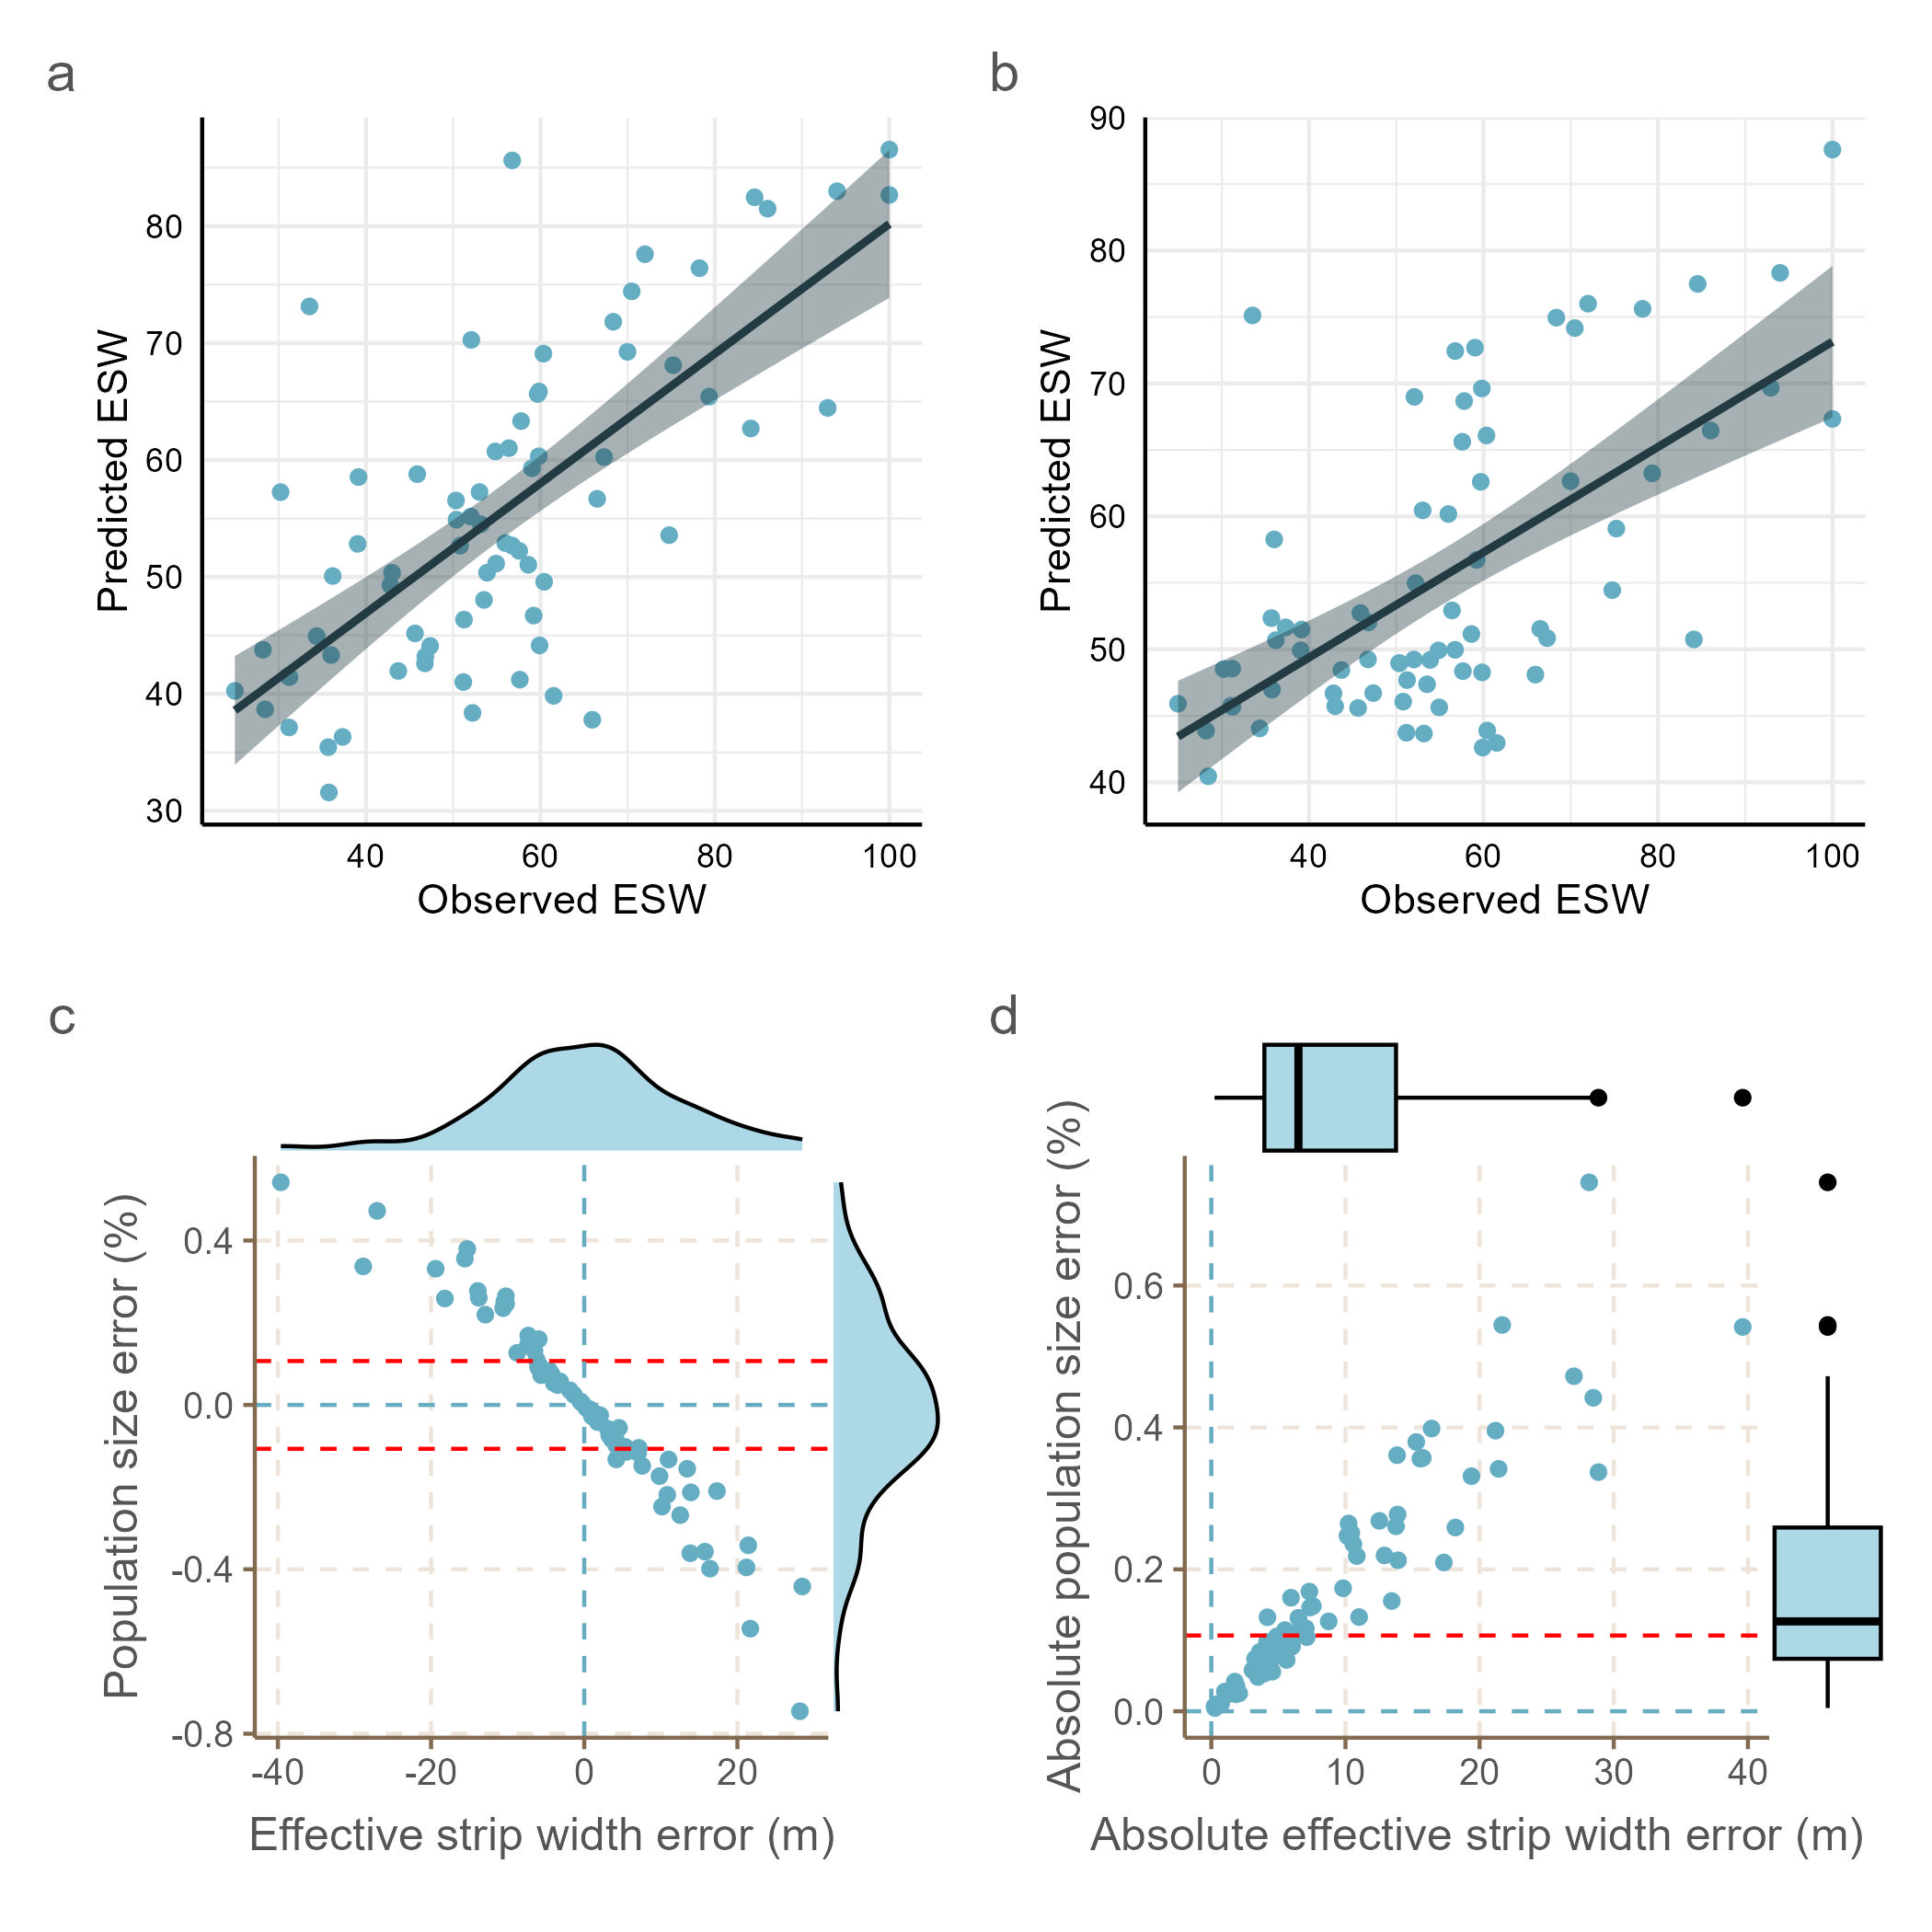 a
Predicted ESW
80
70
60
50
40
30
40 60 80 100
Observed ESW
b
Predicted ESW
90
80
70
60
50
40
40 60 80 100
Observed ESW
c
Population size error (%)
0.4
0.0
-0.4
-0.8
-40 -20 0 20
Effective strip width error (m)
d
Absolute population size error (%)
0.6
0.4
0.2
0.0
0 10 20 30 40
Absolute effective strip width error (m)